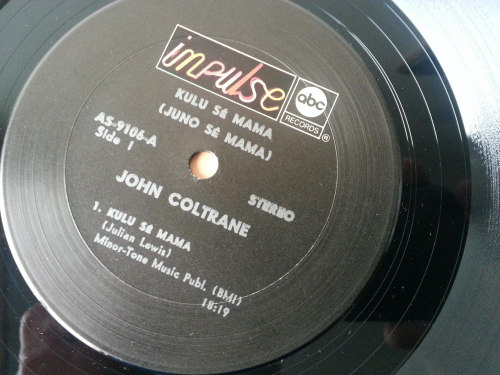 impulse
abc
RECORDS
®
KULU SÉ MAMA
(JUNO SÉ MAMA)
AS-9106-A
Side 1
STEREO
JOHN COLTRANE
1. KULU SÉ MAMA
(Julian Lewis)
Minor-Tone Music Publ. (BMI)
18:19